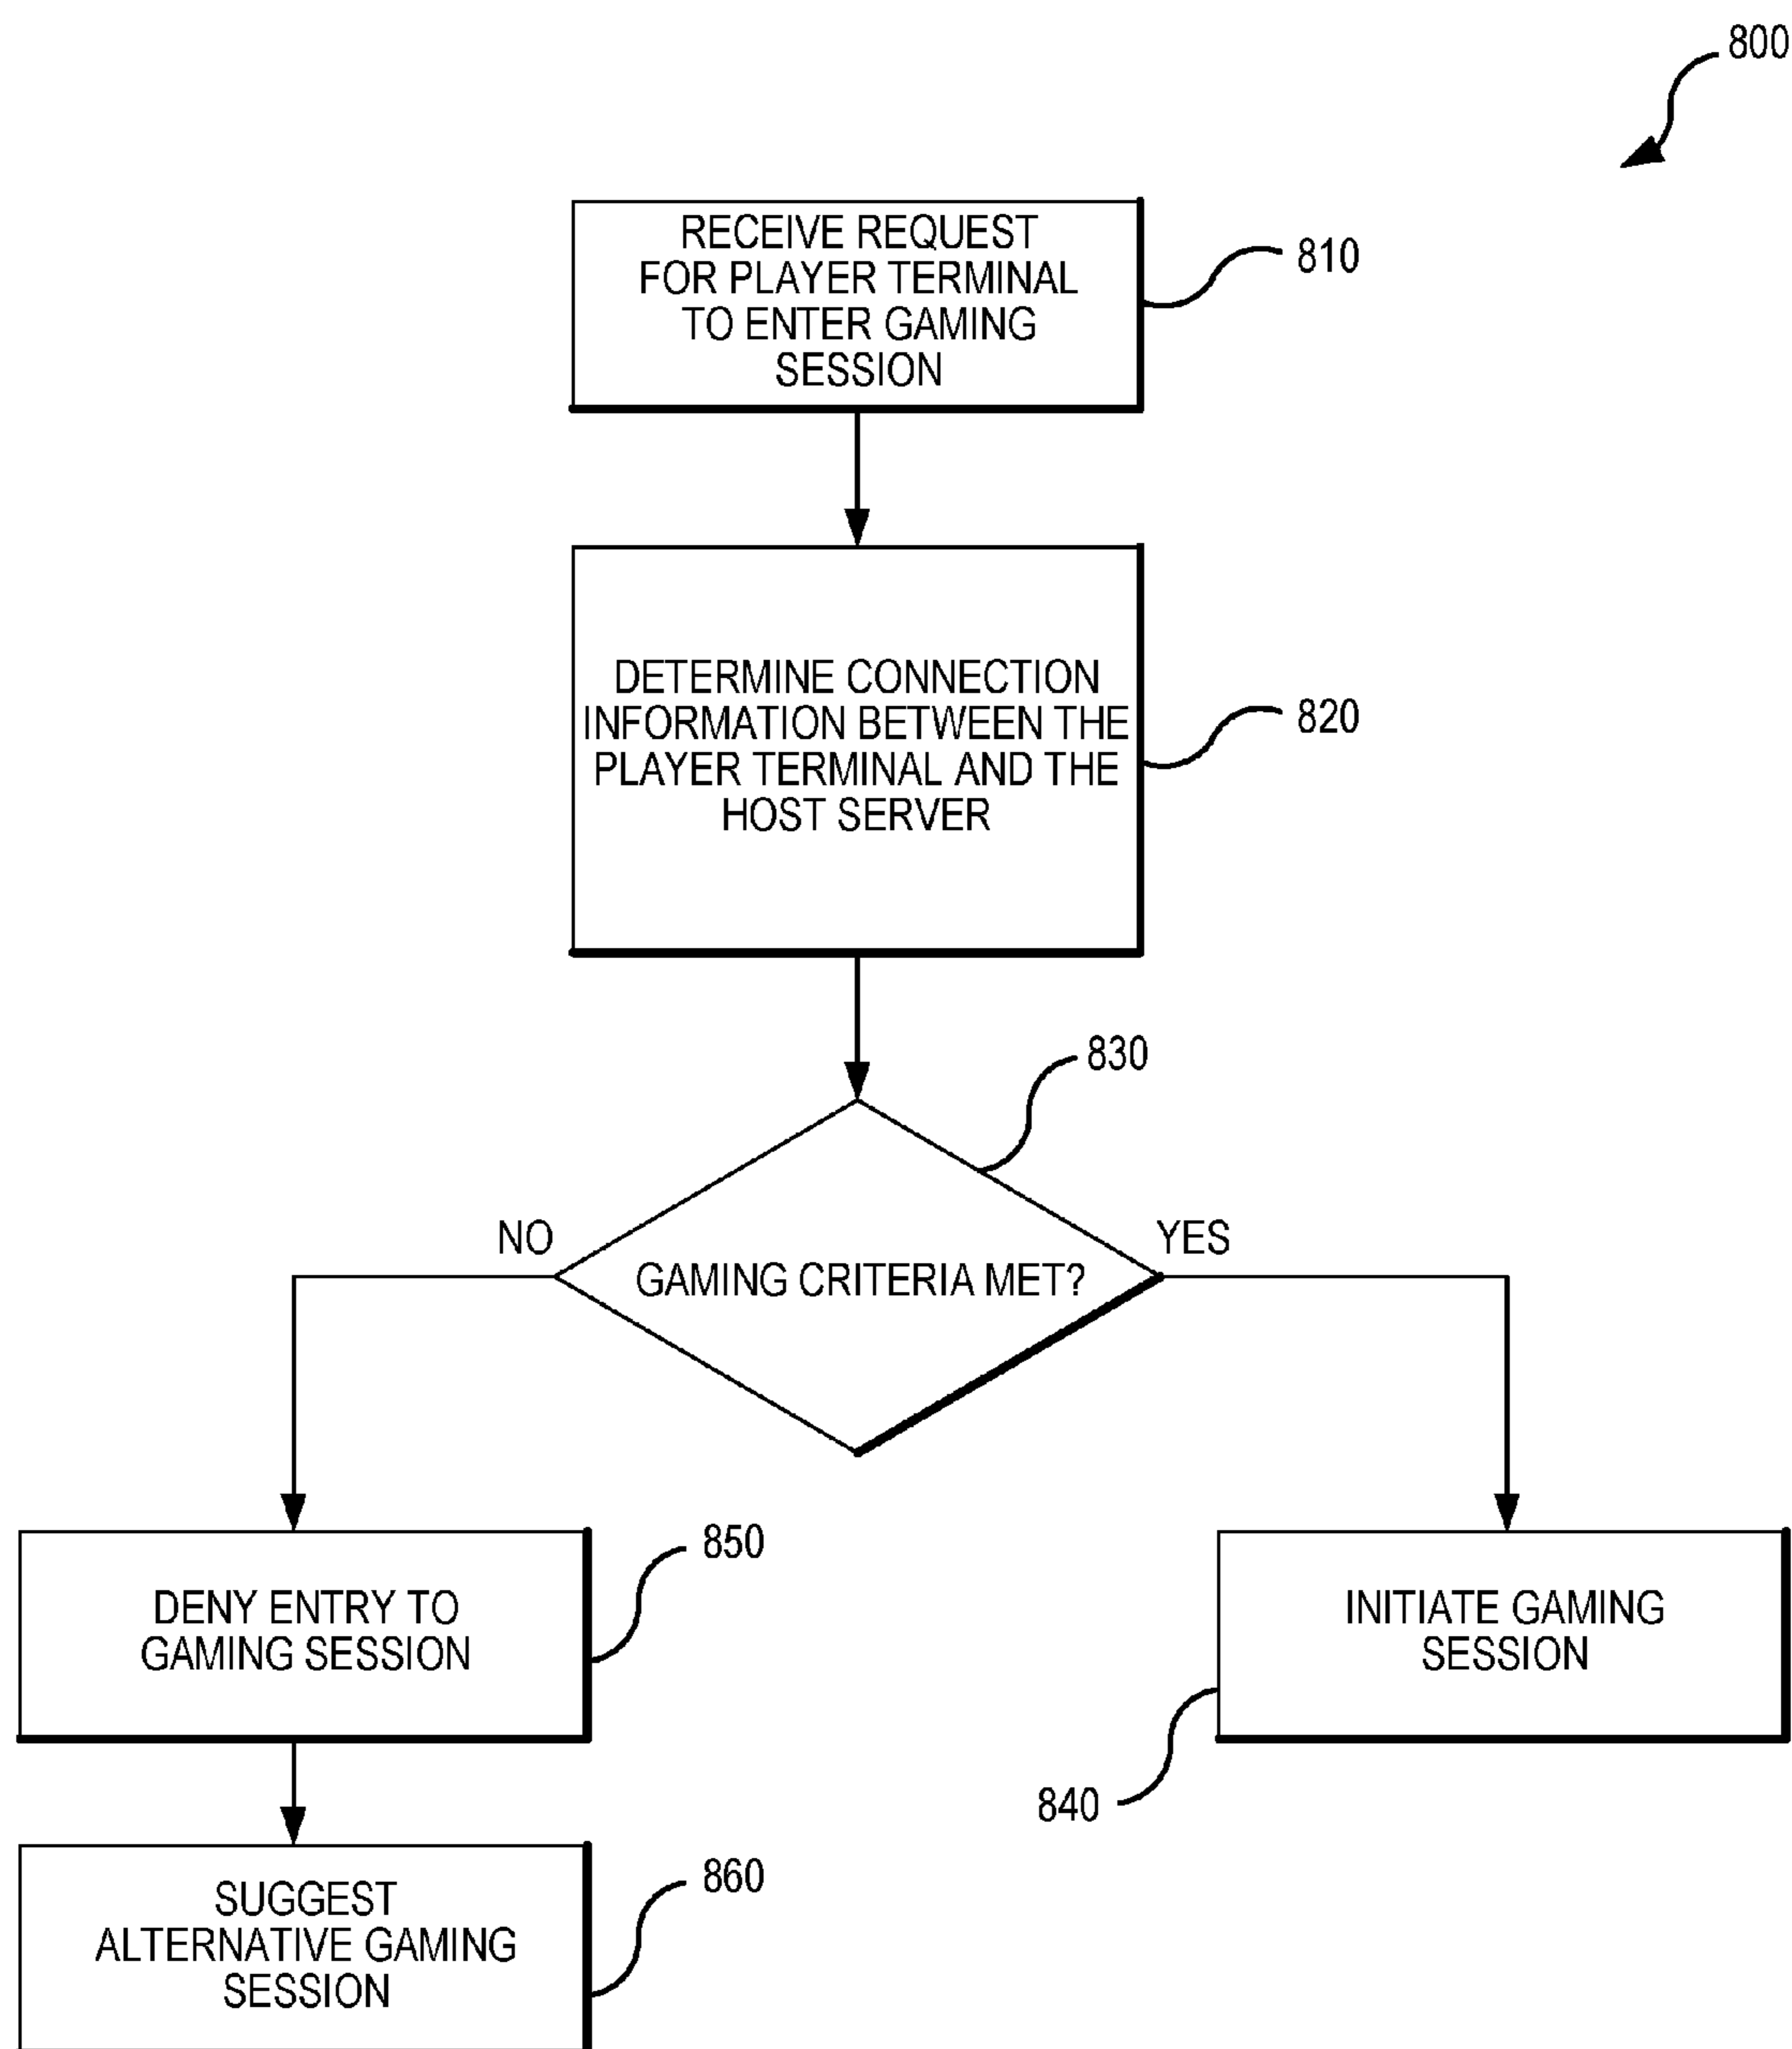 800
RECEIVE REQUEST
FOR PLAYER TERMINAL
TO ENTER GAMING
SESSION
810
DETERMINE CONNECTION
INFORMATION BETWEEN THE
PLAYER TERMINAL AND THE
HOST SERVER
820
830
NO
GAMING CRITERIA MET?
YES
DENY ENTRY TO
GAMING SESSION
850
INITIATE GAMING
SESSION
840
SUGGEST
ALTERNATIVE GAMING
SESSION
860